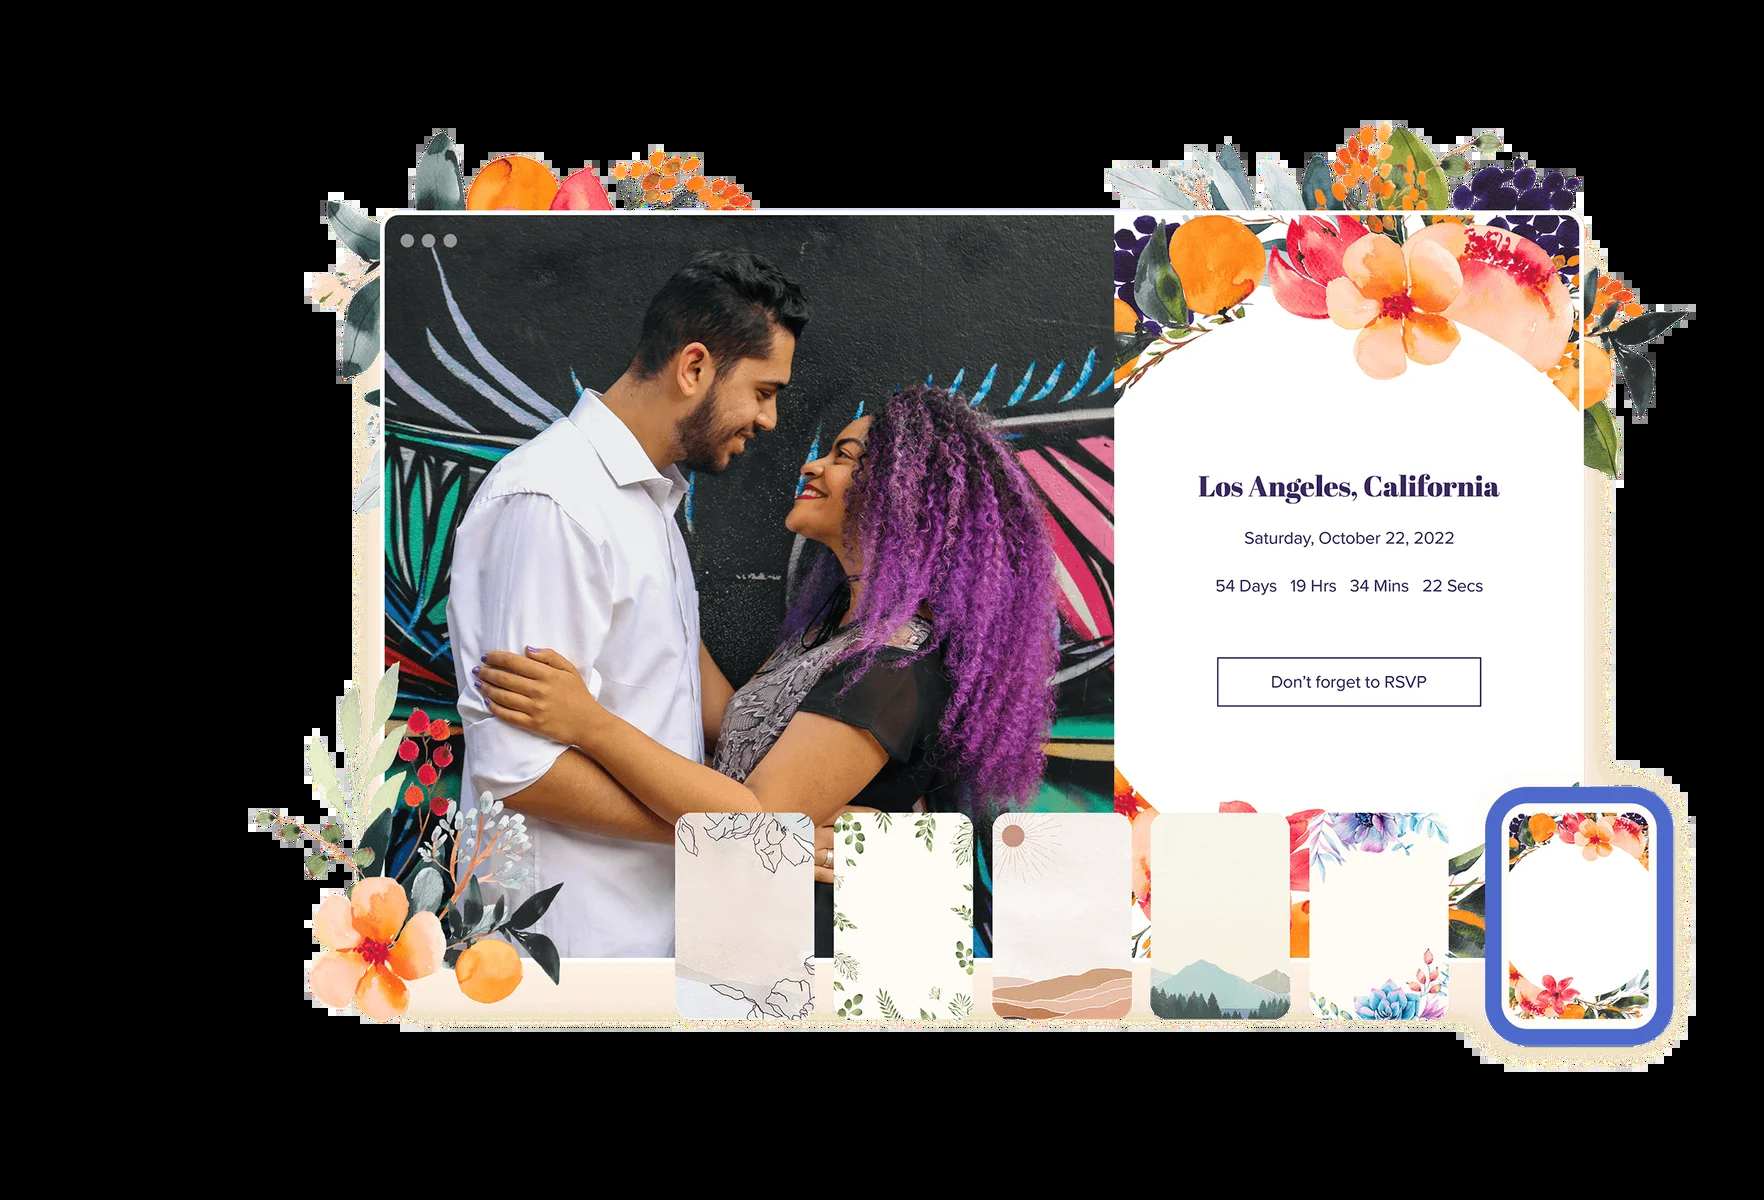 Los Angeles, California
Saturday, October 22, 2022
54 Days 19 Hrs 34 Mins 22 Secs
Don't forget to RSVP